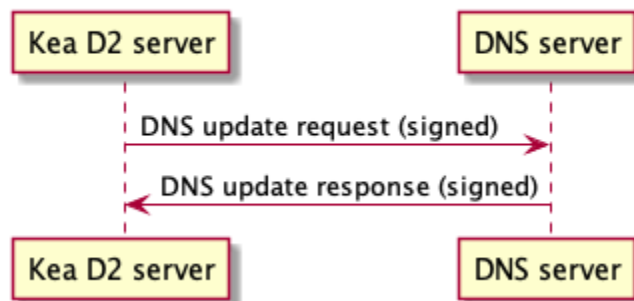 Kea D2 server
DNS server
DNS update request (signed)
DNS update response (signed)
Kea D2 server
DNS server